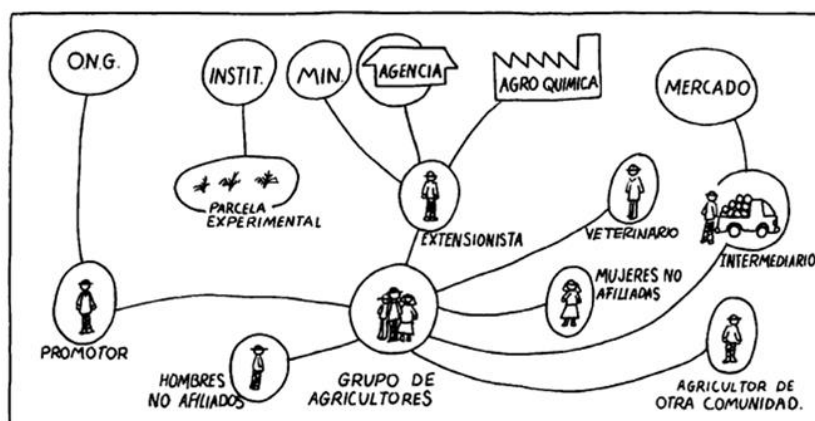 O.N.G.
INSTIT.
MIN.
AGENCIA
AGRO QUIMICA
MERCADO
PARCELA
EXPERIMENTAL
EXTENSIONISTA
VETERINARIO
INTERMEDIARIO
MUJERES NO
AFILIADAS
PROMOTOR
HOMBRES
NO AFILIADOS
GRUPO DE
AGRICULTORES
AGRICULTOR DE
OTRA COMUNIDAD.